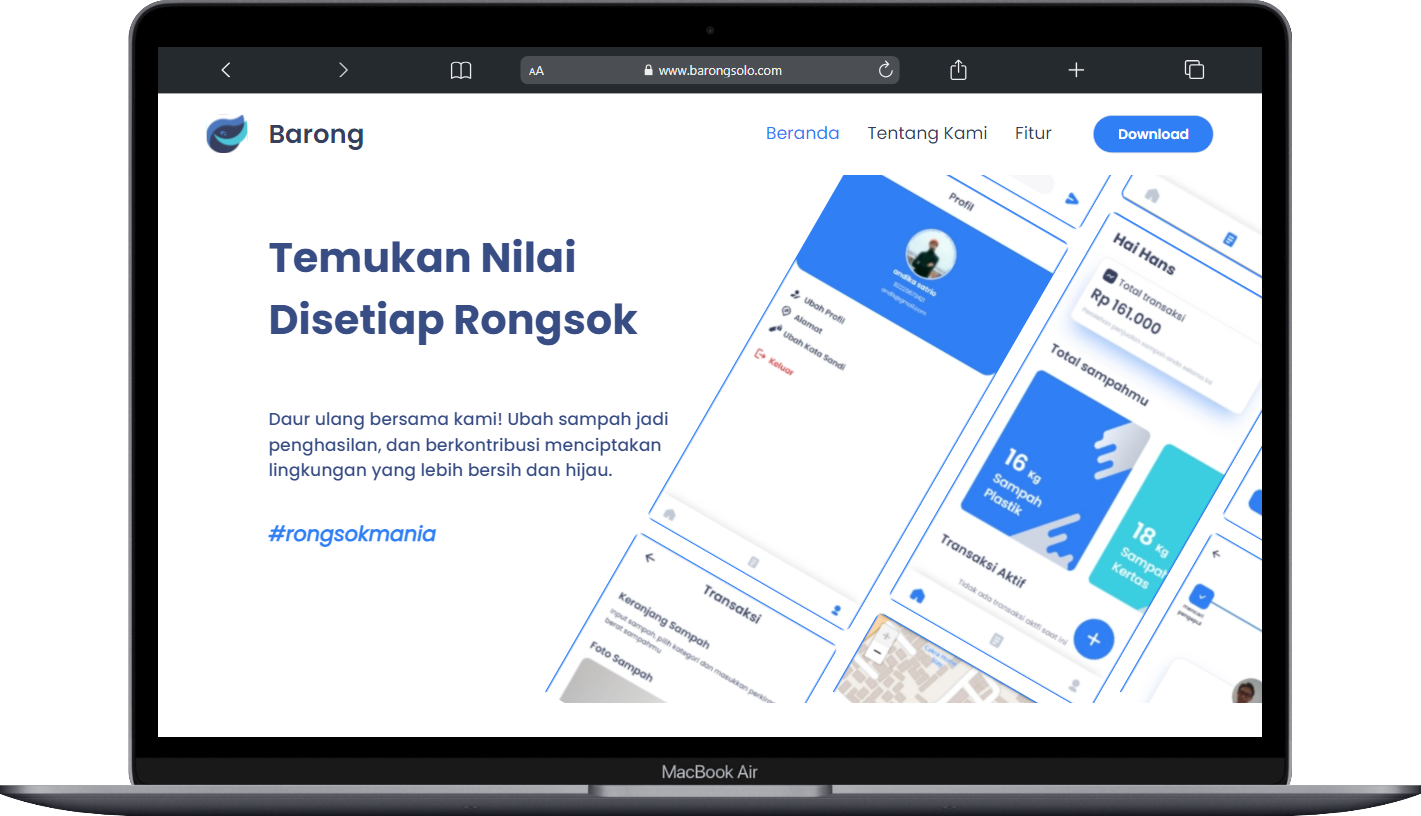 AA
www.barongsolo.com
Barong
Beranda
Tentang Kami
Fitur
Download
Temukan Nilai
Disetiap Rongsok
Daur ulang bersama kami! Ubah sampah jadi
penghasilan, dan berkontribusi menciptakan
lingkungan yang lebih bersih dan hijau.
#rongsokmania
Profil
andika satrio
Ubah Profil
Alamat
Ubah Kata Sandi
Keluar
Hai Hans
Total transaksi
Rp 161.000
Total sampahmu
16 Kg
Sampah
Plastik
18 Kg
Sampah
Kertas
Transaksi Aktif
Tidak ada transaksi aktif saat ini
Transaksi
Keranjang Sampah
Input sampah, pilih kategori dan masukkan perkiraan
berat sampahmu
Foto Sampah
mencari
pengepul
MacBook Air